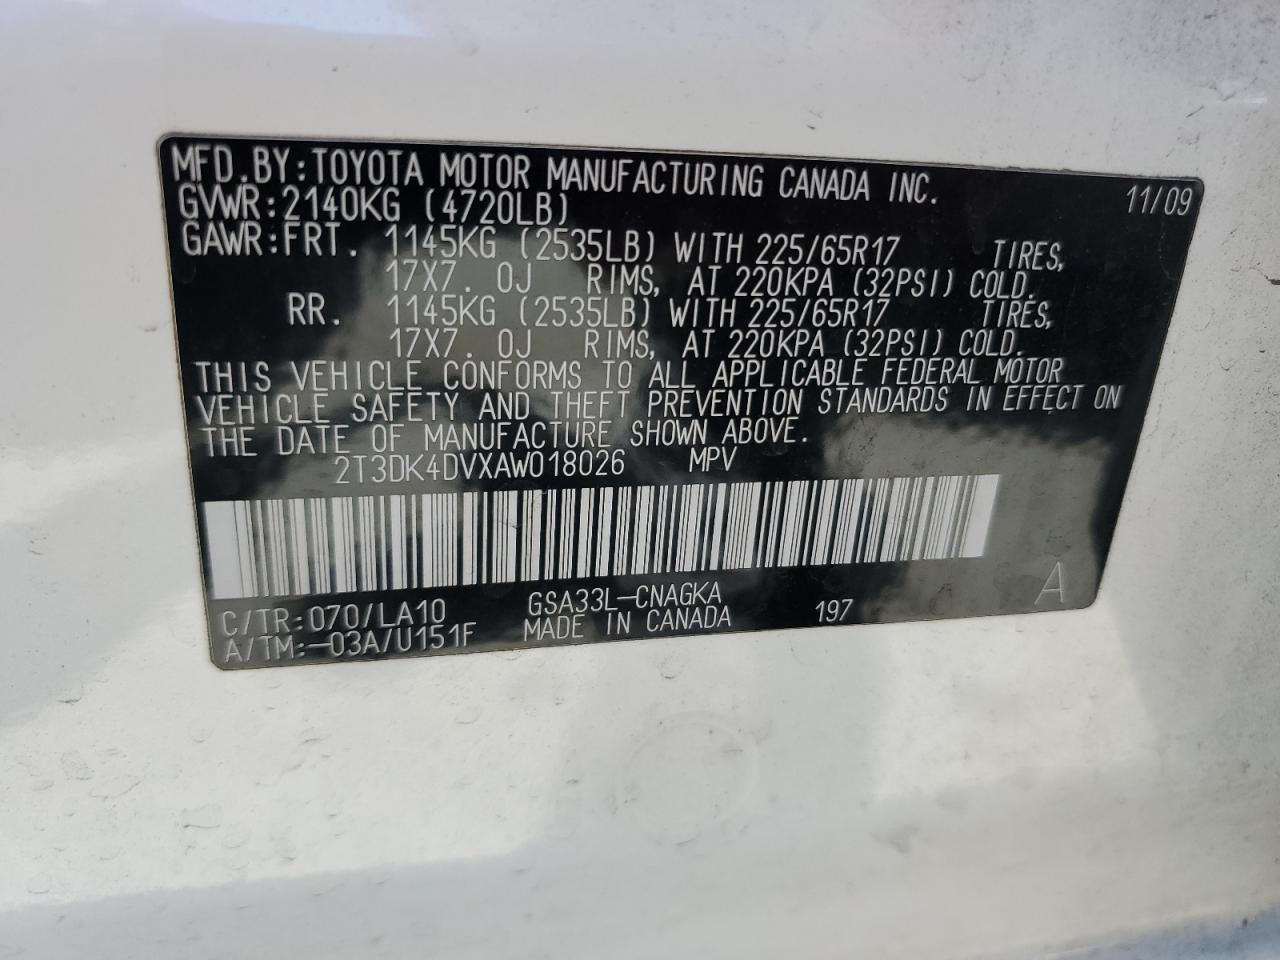 MFD.BY:TOYOTA MOTOR MANUFACTURING CANADA INC. 11/09
GVWR:2140KG (4720LB)
GAWR:FRT. 1145KG (2535LB) WITH 225/65R17 TIRES,
17X7.0J RIMS, AT 220KPA (32PSI) COLD.
RR. 1145KG (2535LB) WITH 225/65R17 TIRES,
17X7.0J RIMS, AT 220KPA (32PSI) COLD.
THIS VEHICLE CONFORMS TO ALL APPLICABLE FEDERAL MOTOR
VEHICLE SAFETY AND THEFT PREVENTION STANDARDS IN EFFECT ON
THE DATE OF MANUFACTURE SHOWN ABOVE.
2T3DK4DVXAW018026 MPV
C/TR:070/LA10 GSA33L-CNAGKA 197 A
A/TM:-03A/U151F MADE IN CANADA